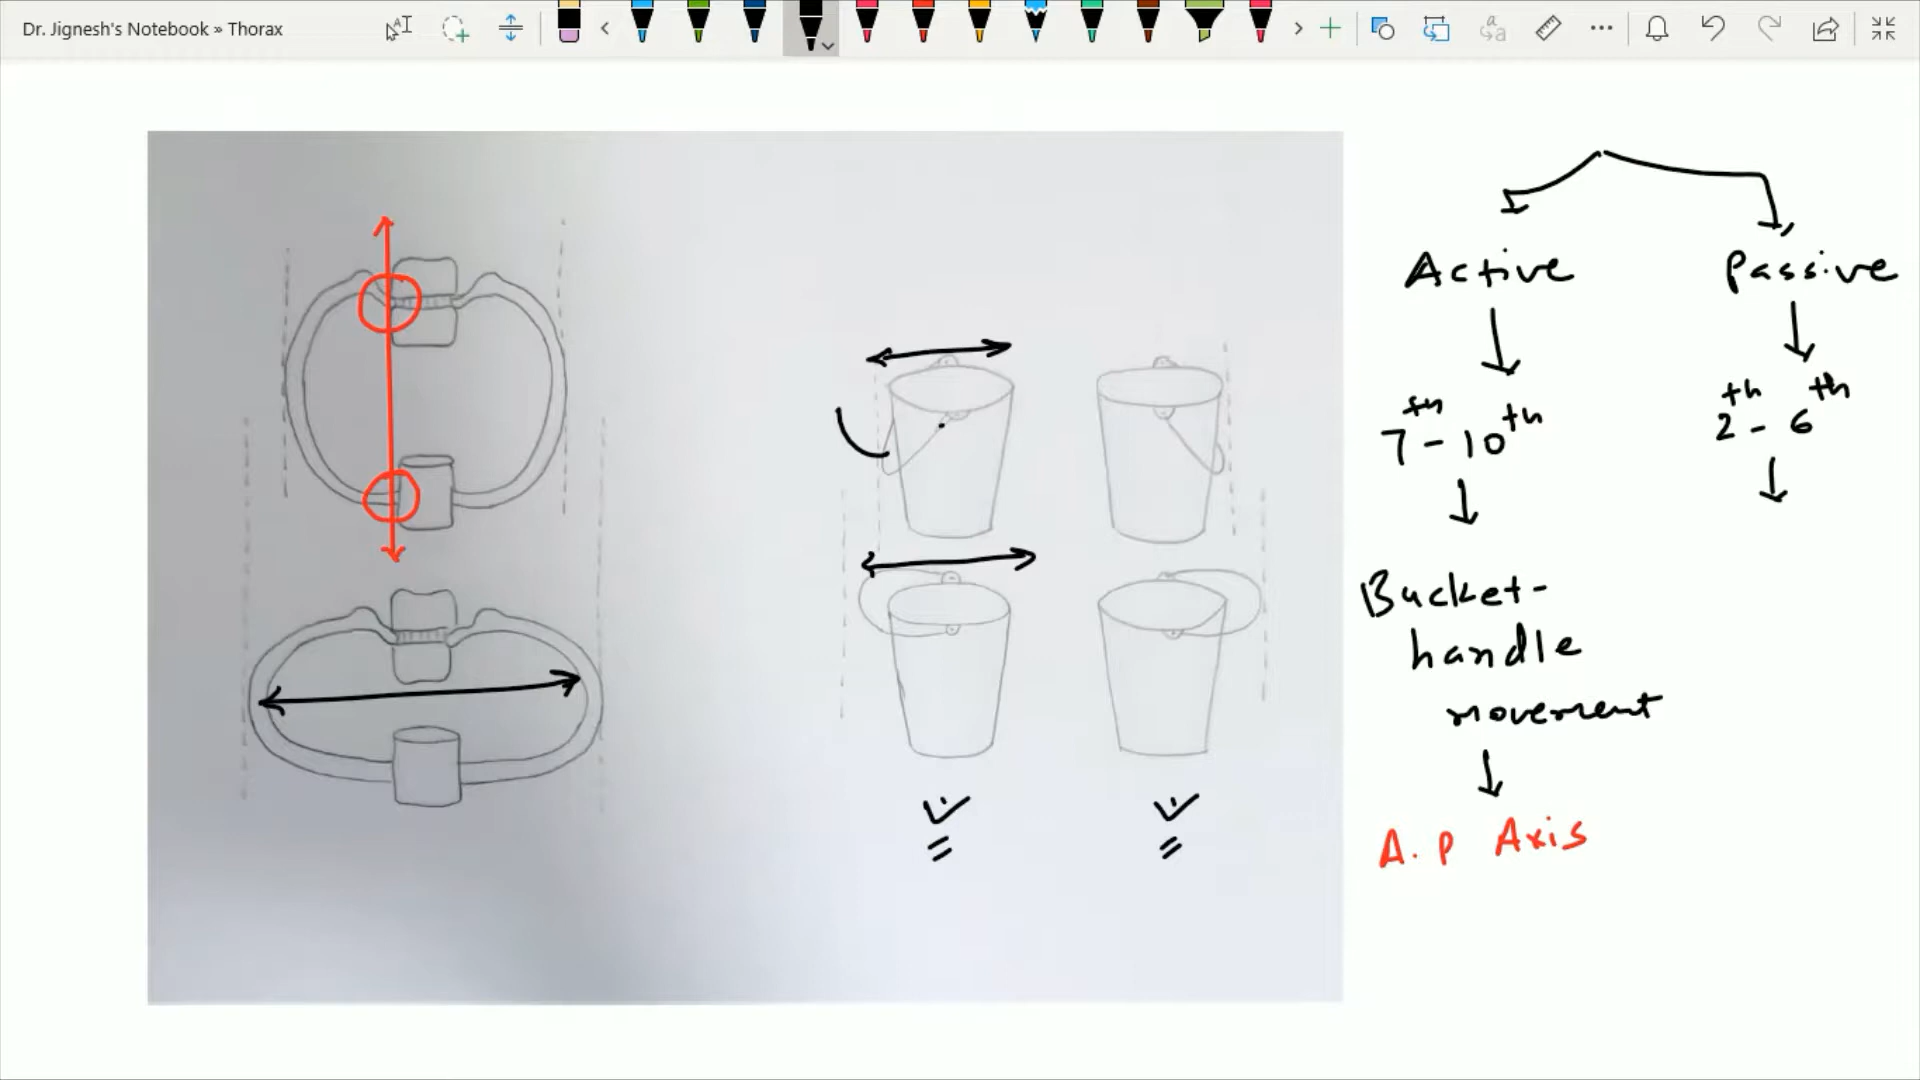 Dr. Jignesh's Notebook » Thorax
Active Passive
7th - 10th 2th - 6th
Bucket-
handle
movement
A.P Axis